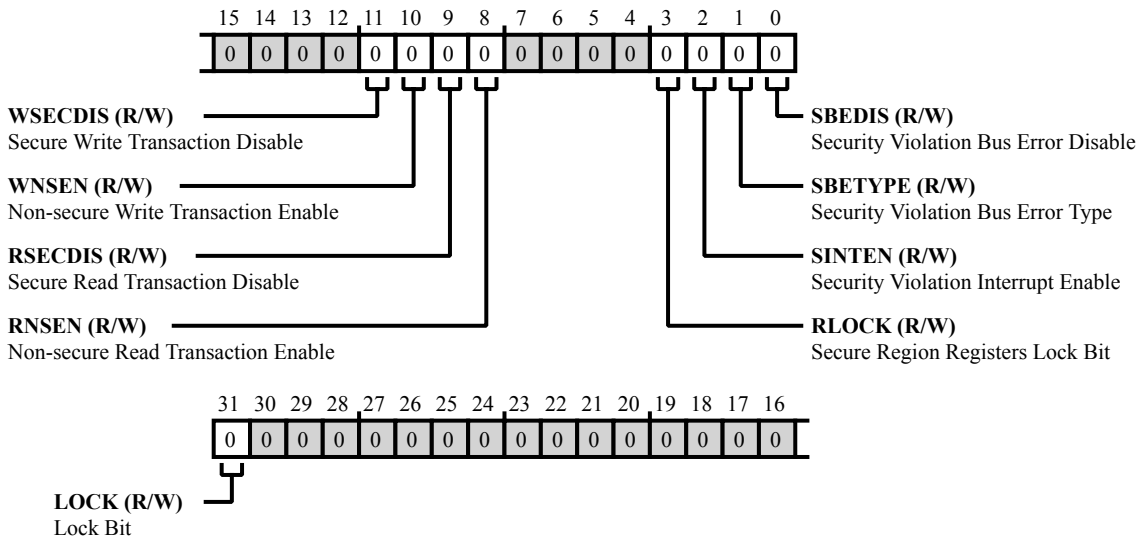 15 14 13 12 11 10 9 8 7 6 5 4 3 2 1 0
0 0 0 0 0 0 0 0 0 0 0 0 0 0 0 0
WSECDIS (R/W)
Secure Write Transaction Disable
WNSEN (R/W)
Non-secure Write Transaction Enable
RSECDIS (R/W)
Secure Read Transaction Disable
RNSEN (R/W)
Non-secure Read Transaction Enable
SBEDIS (R/W)
Security Violation Bus Error Disable
SBETYPE (R/W)
Security Violation Bus Error Type
SINTEN (R/W)
Security Violation Interrupt Enable
RLOCK (R/W)
Secure Region Registers Lock Bit
31 30 29 28 27 26 25 24 23 22 21 20 19 18 17 16
0 0 0 0 0 0 0 0 0 0 0 0 0 0 0 0
LOCK (R/W)
Lock Bit